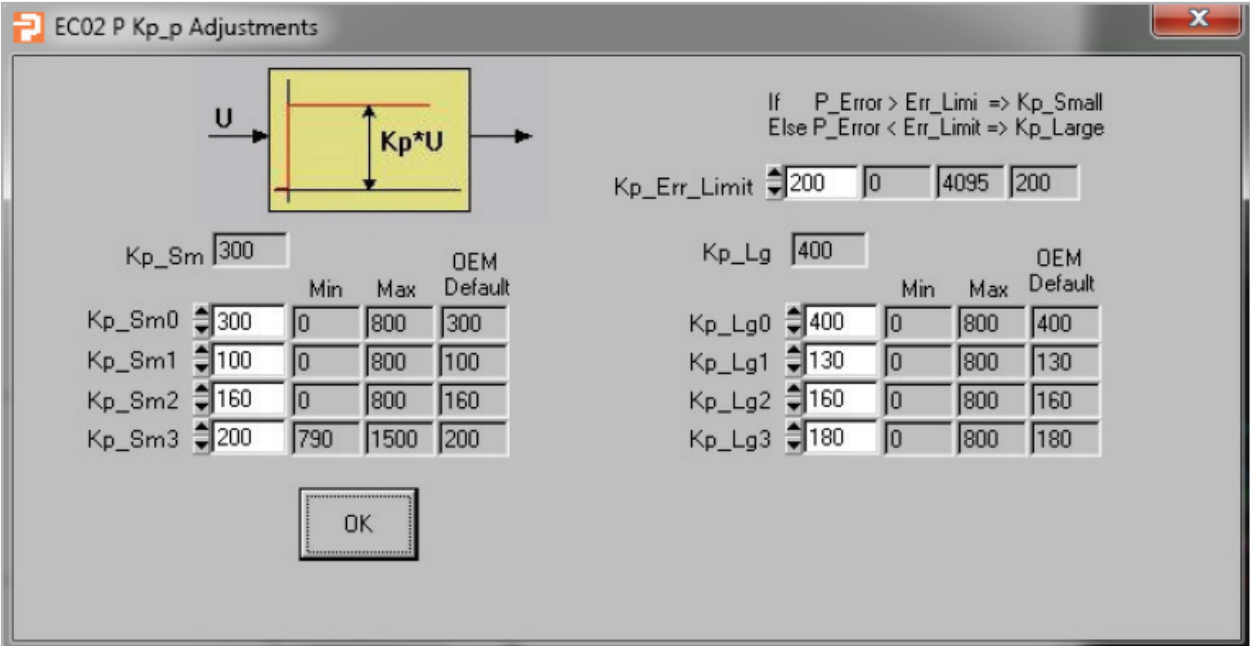 EC02 P Kp_p Adjustments
x
U
Kp*U
If P_Error > Err_Limi => Kp_Small
Else P_Error < Err_Limit => Kp_Large
Kp_Err_Limit 200 0 4095 200
Kp_Sm 300
Min Max OEM Default
Kp_Sm0 300 0 800 300
Kp_Sm1 100 0 800 100
Kp_Sm2 160 0 800 160
Kp_Sm3 200 790 1500 200
Kp_Lg 400
Min Max OEM Default
Kp_Lg0 400 0 800 400
Kp_Lg1 130 0 800 130
Kp_Lg2 160 0 800 160
Kp_Lg3 180 0 800 180
OK